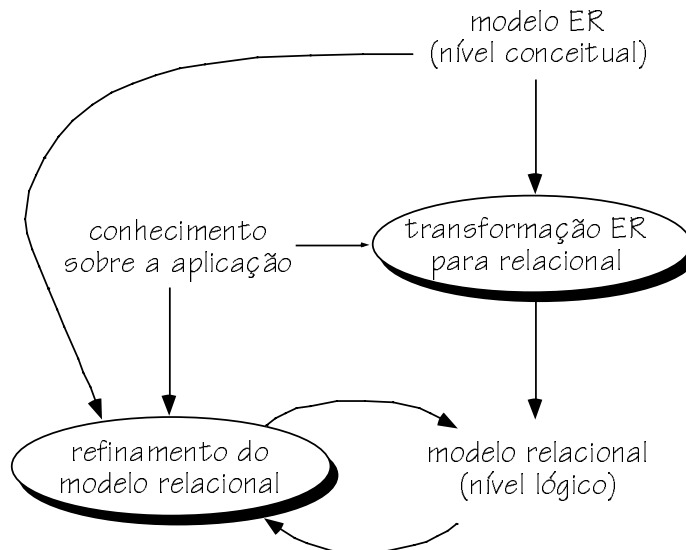 modelo ER
(nível conceitual)
conhecimento
sobre a aplicação
transformação ER
para relacional
refinamento do
modelo relacional
modelo relacional
(nível lógico)